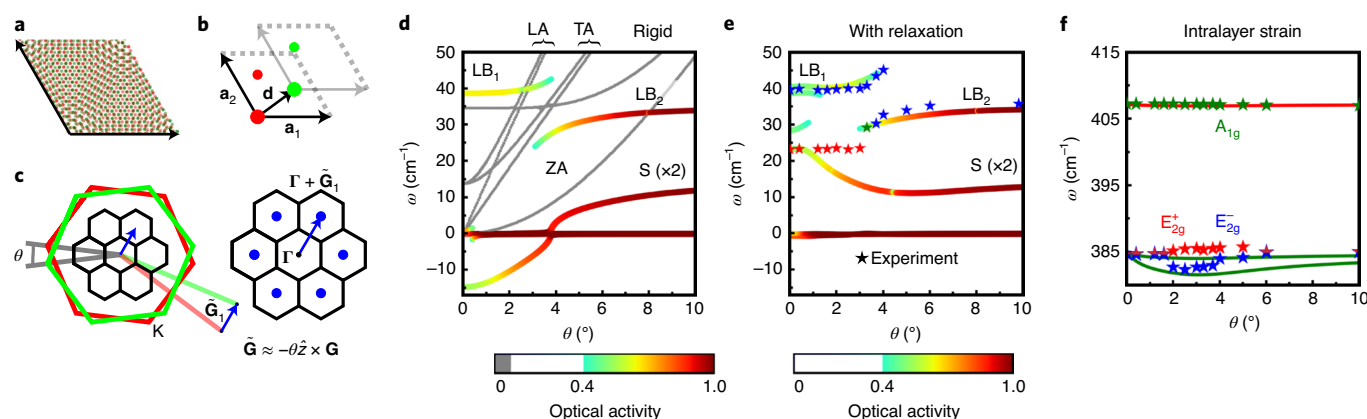 a
b
a₂
d
a₁
c
θ
K
G̃₁
Γ + G̃₁
Γ
G̃ ≈ −θẑ × G
d
LA TA Rigid
50
40
30
20
10
0
−10
ω (cm⁻¹)
LB₁
LB₂
ZA
S (×2)
0 2 4 6 8 10
θ (°)
0 0.4 1.0
Optical activity
e
With relaxation
50
40
30
20
10
0
−10
ω (cm⁻¹)
LB₁
LB₂
S (×2)
★Experiment
0 2 4 6 8 10
θ (°)
0 0.4 1.0
Optical activity
f
Intralayer strain
415
405
395
385
ω (cm⁻¹)
A₁g
E₂g⁺ E₂g⁻
0 2 4 6 8 10
θ (°)